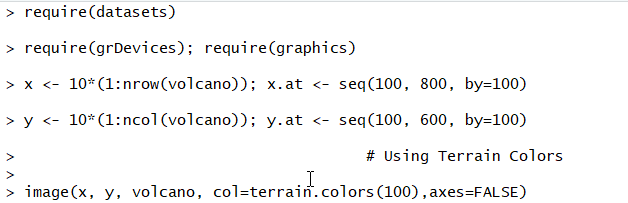 > require(datasets)
> require(grDevices); require(graphics)
> x <- 10*(1:nrow(volcano)); x.at <- seq(100, 800, by=100)
> y <- 10*(1:ncol(volcano)); y.at <- seq(100, 600, by=100)
> # Using Terrain Colors
>
> image(x, y, volcano, col=terrain.colors(100),axes=FALSE)